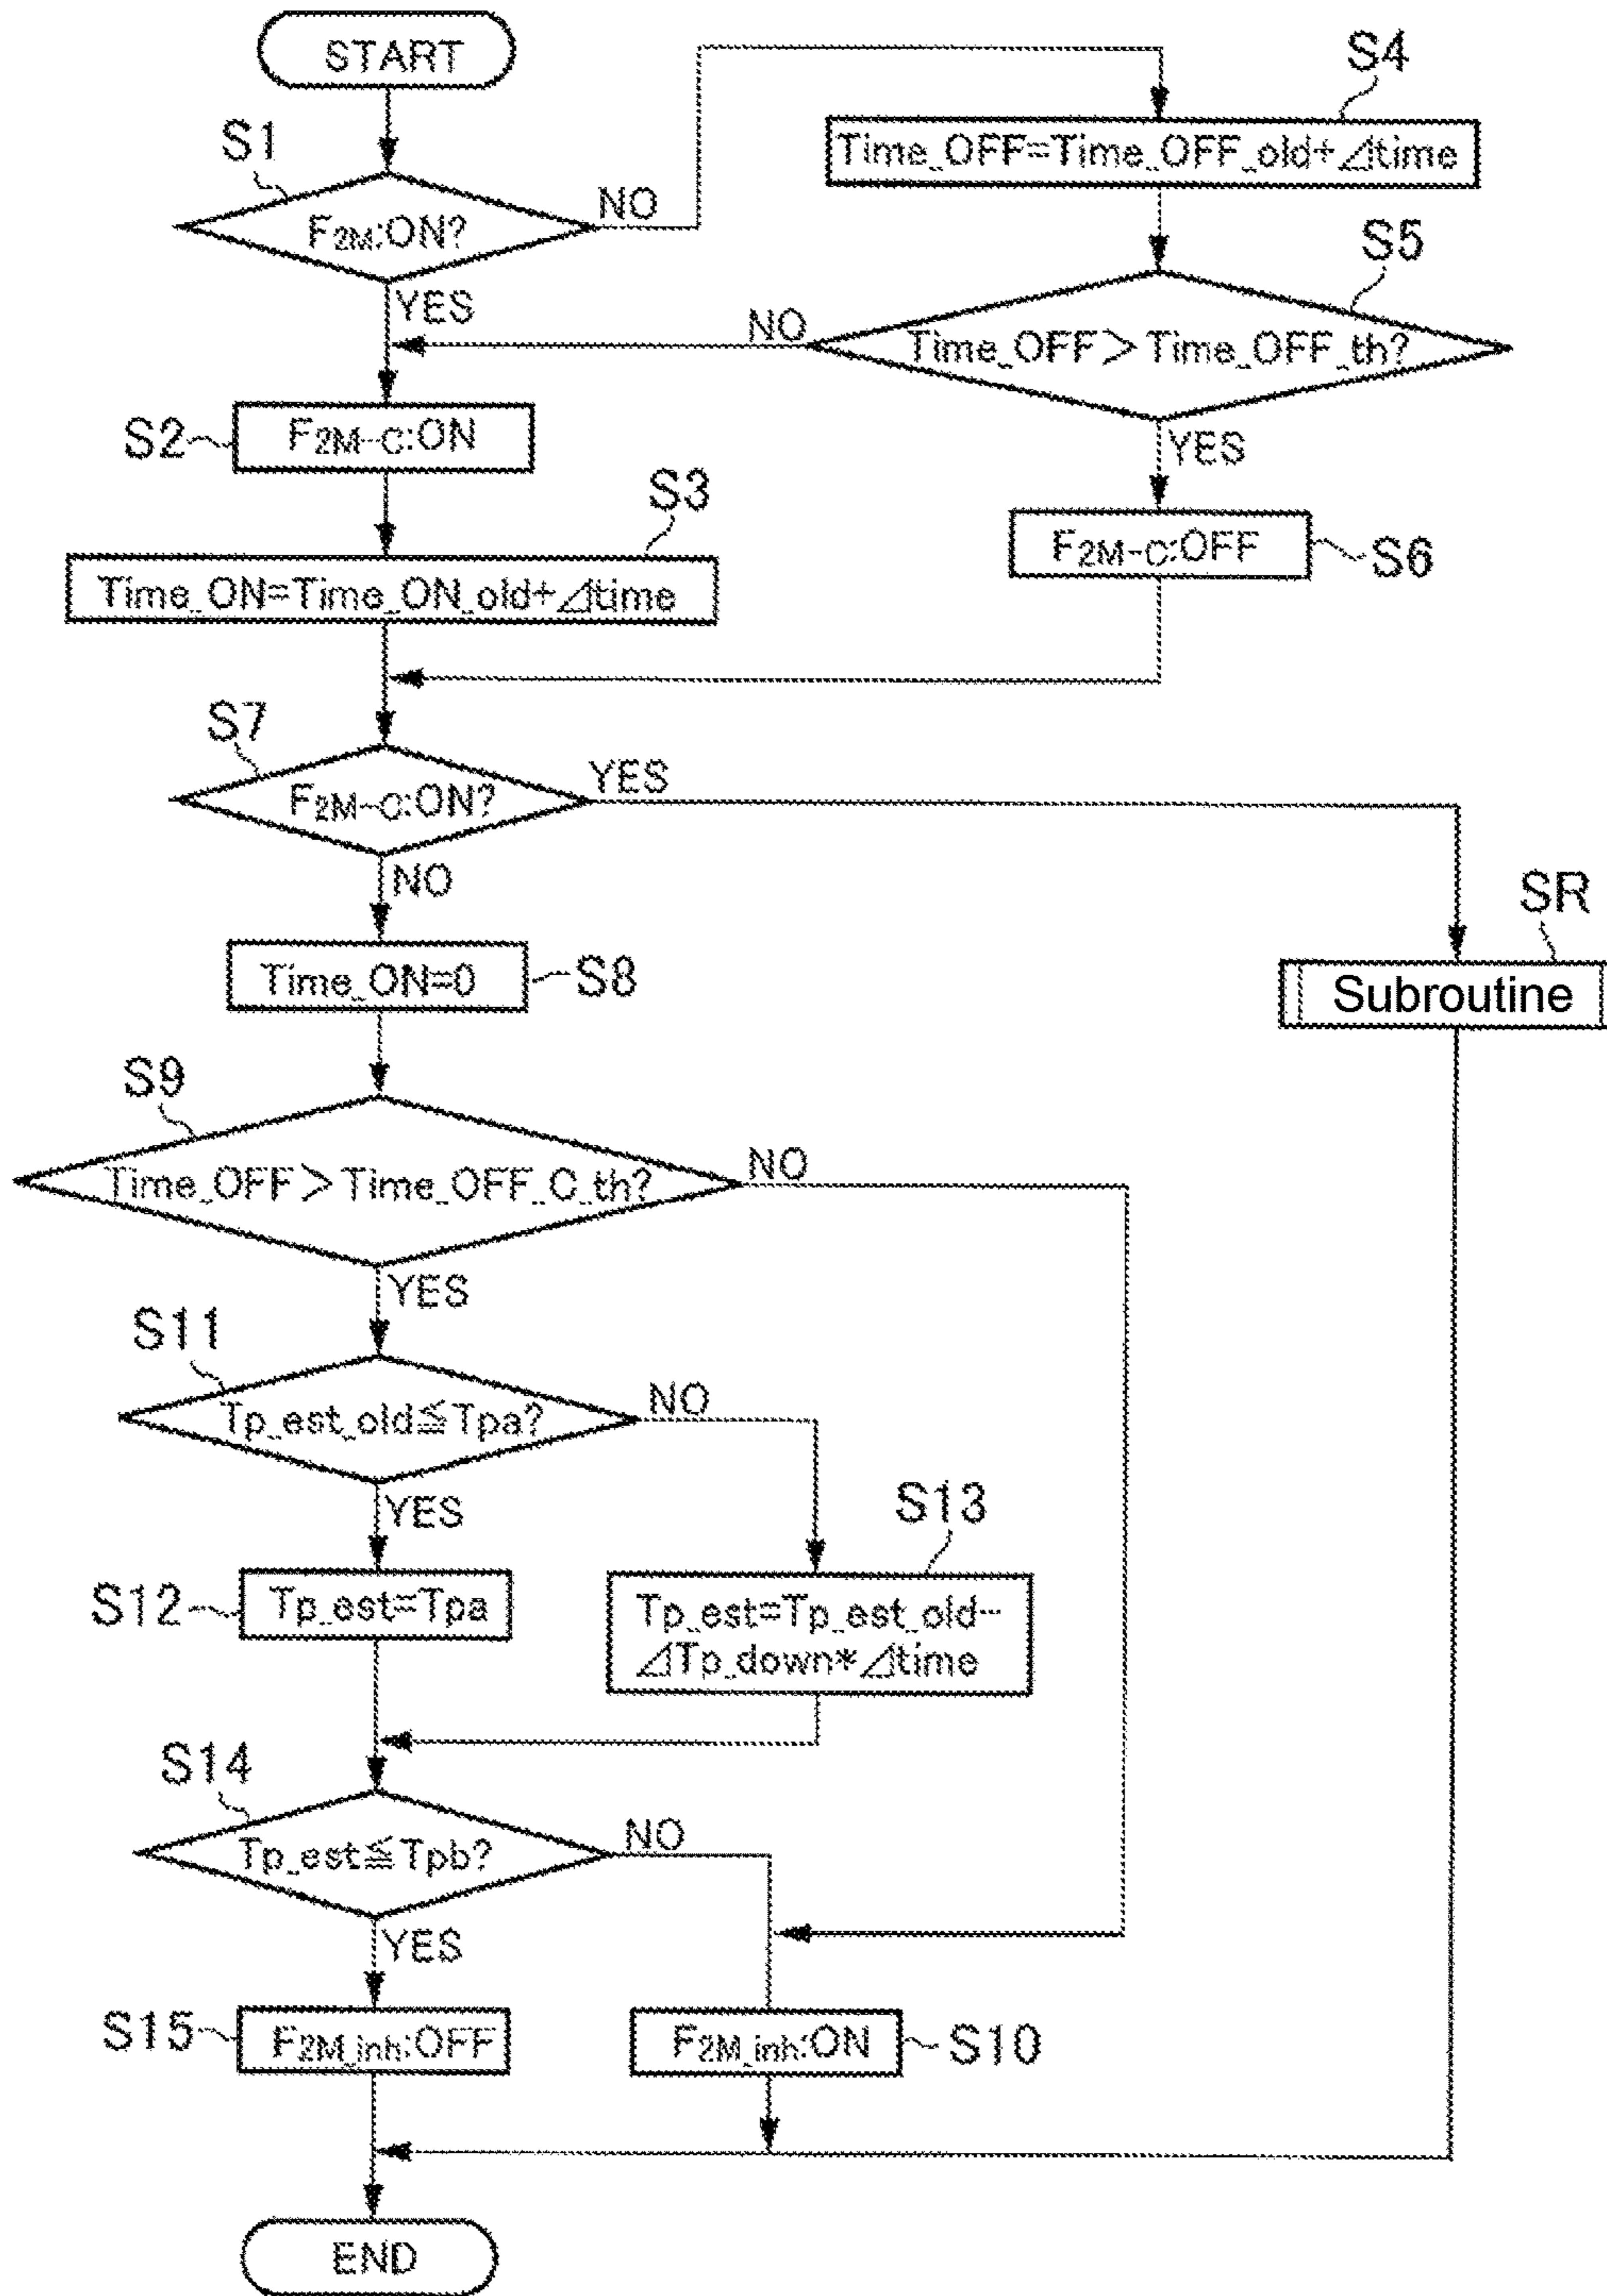 START
S1
F2M:ON?
NO
YES
S4
Time_OFF=Time_OFF_old+⊿time
S5
Time_OFF＞Time_OFF_th?
NO
YES
S2
F2M-C:ON
S3
Time_ON=Time_ON_old+⊿time
F2M-C:OFF
S6
S7
F2M-C:ON?
YES
NO
SR
Subroutine
Time_ON=0
S8
S9
Time_OFF＞Time_OFF_C_th?
NO
YES
S11
Tp_est_old≦Tpa?
NO
YES
S12
Tp_est=Tpa
S13
Tp_est=Tp_est_old-
⊿Tp_down*⊿time
S14
Tp_est≦Tpb?
NO
YES
S15
F2M_inh:OFF
F2M_inh:ON
S10
END